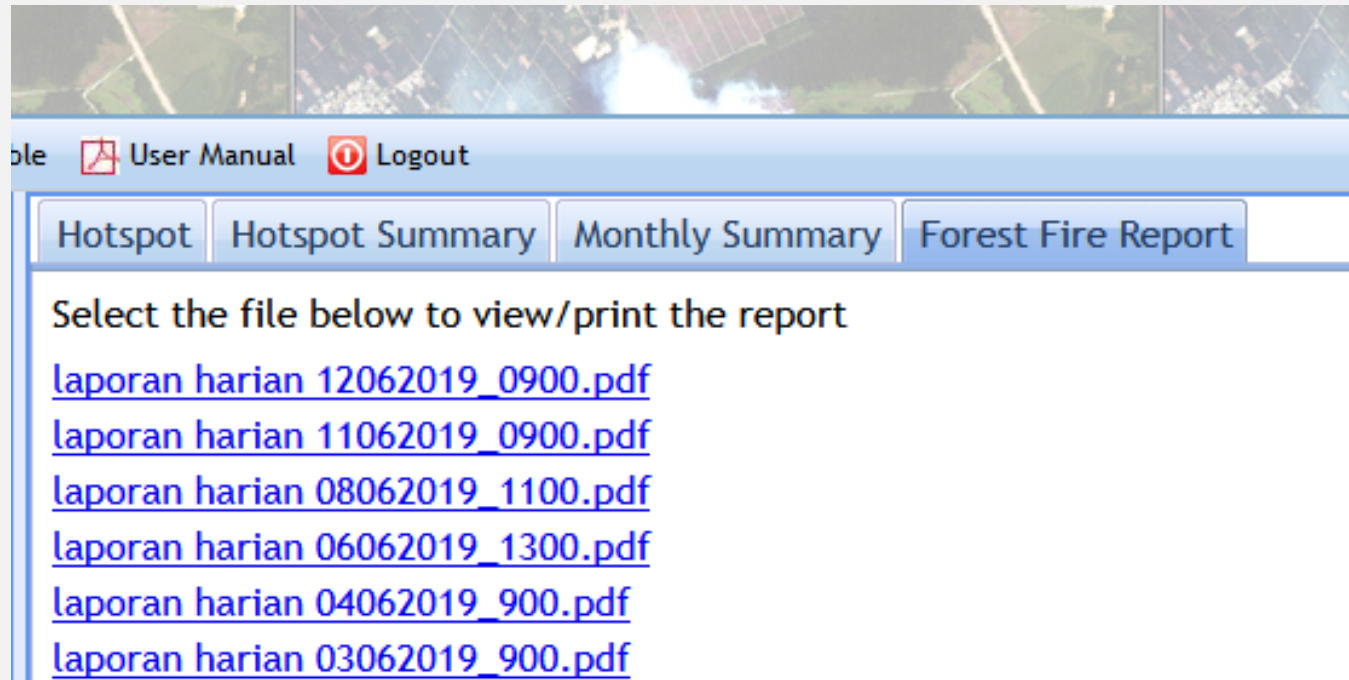 User Manual Logout
Hotspot Hotspot Summary Monthly Summary Forest Fire Report
Select the file below to view/print the report
laporan harian 12062019_0900.pdf
laporan harian 11062019_0900.pdf
laporan harian 08062019_1100.pdf
laporan harian 06062019_1300.pdf
laporan harian 04062019_900.pdf
laporan harian 03062019_900.pdf